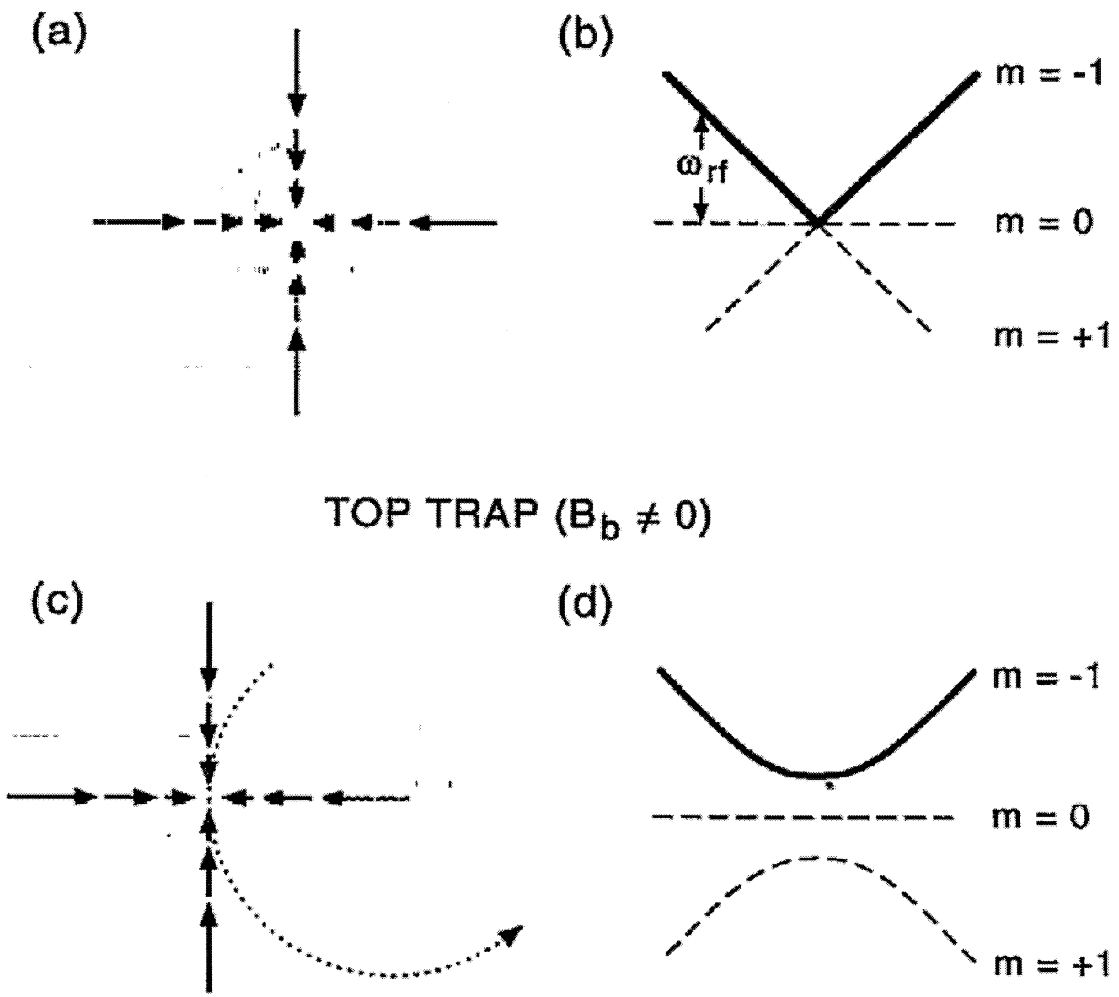 (a)
(b)
m = -1
ω_rf
m = 0
m = +1
TOP TRAP (B_b ≠ 0)
(c)
(d)
m = -1
m = 0
m = +1